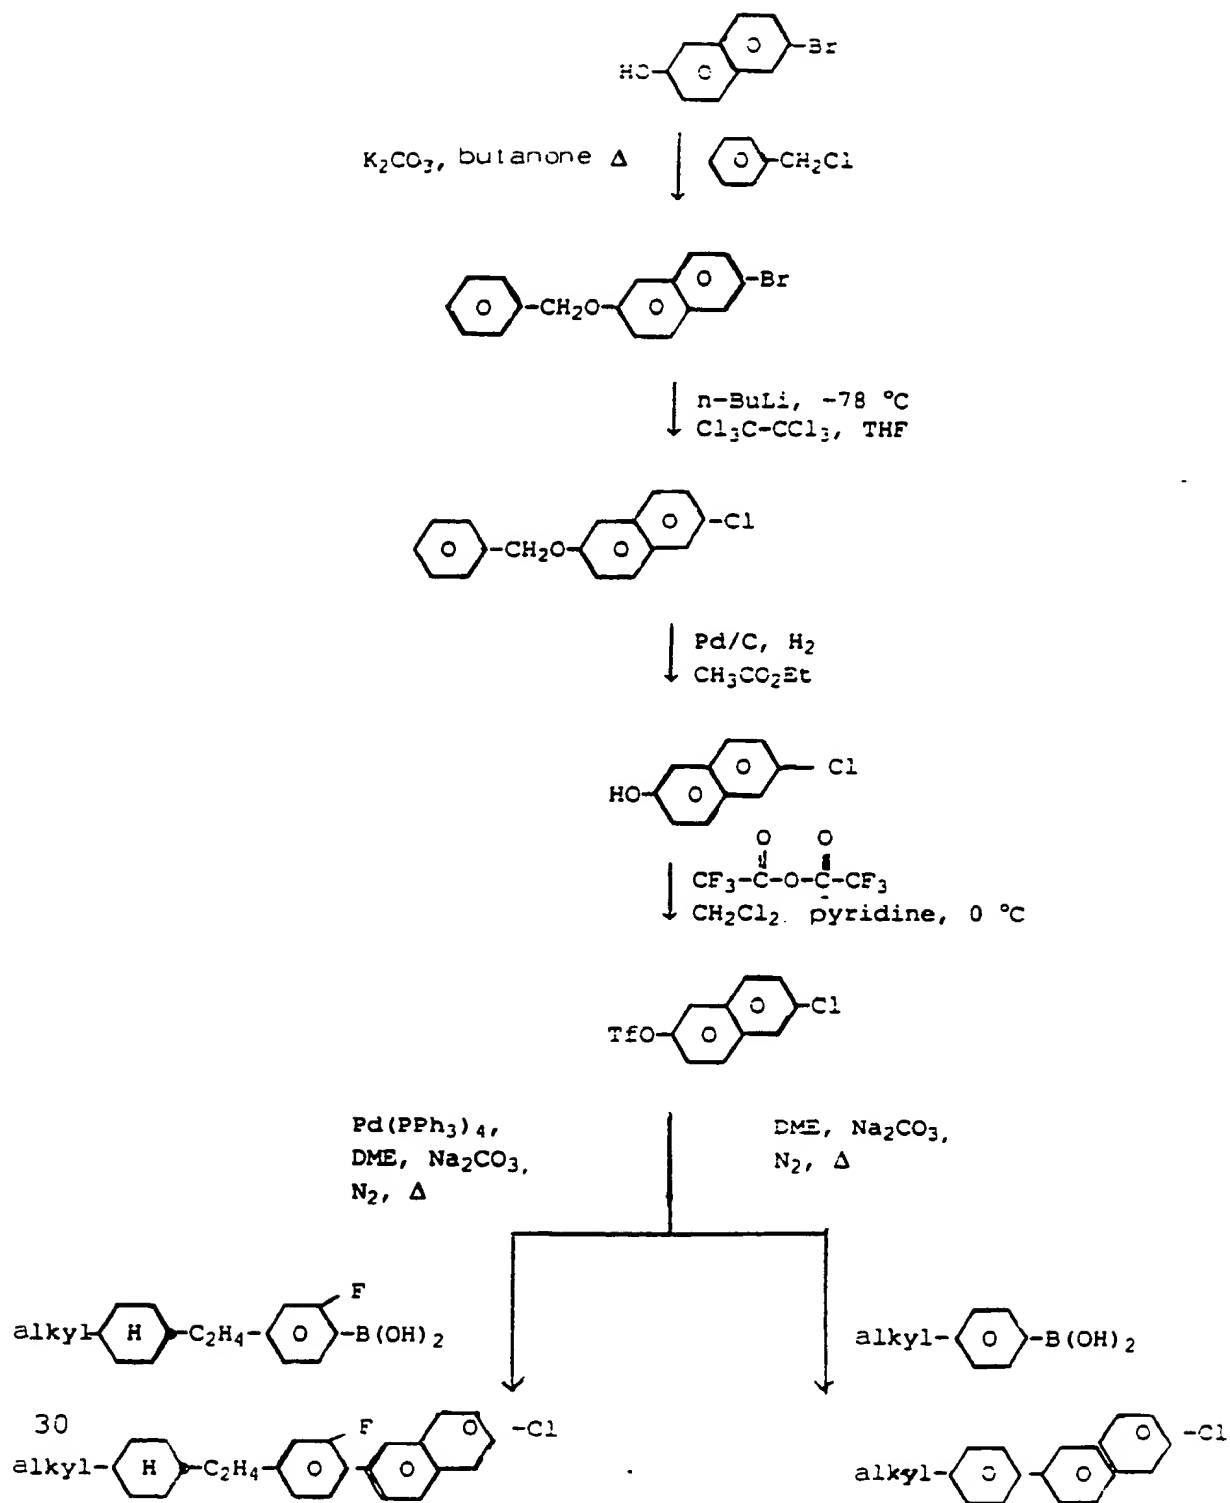 HO O O -Br
K₂CO₃, butanone Δ O -CH₂Cl
O -CH₂O- O O -Br
n-BuLi, -78 °C
Cl₃C-CCl₃, THF
O -CH₂O- O O -Cl
Pd/C, H₂
CH₃CO₂Et
HO- O O - Cl
O O
CF₃-C-O-C-CF₃
CH₂Cl₂. pyridine, 0 °C
TfO- O O -Cl
Pd(PPh₃)₄,
DME, Na₂CO₃,
N₂, Δ
DME, Na₂CO₃,
N₂, Δ
F
alkyl- H -C₂H₄- O -B(OH)₂
alkyl- O -B(OH)₂
30
F
alkyl- H -C₂H₄- O O O -Cl
alkyl- O O O -Cl